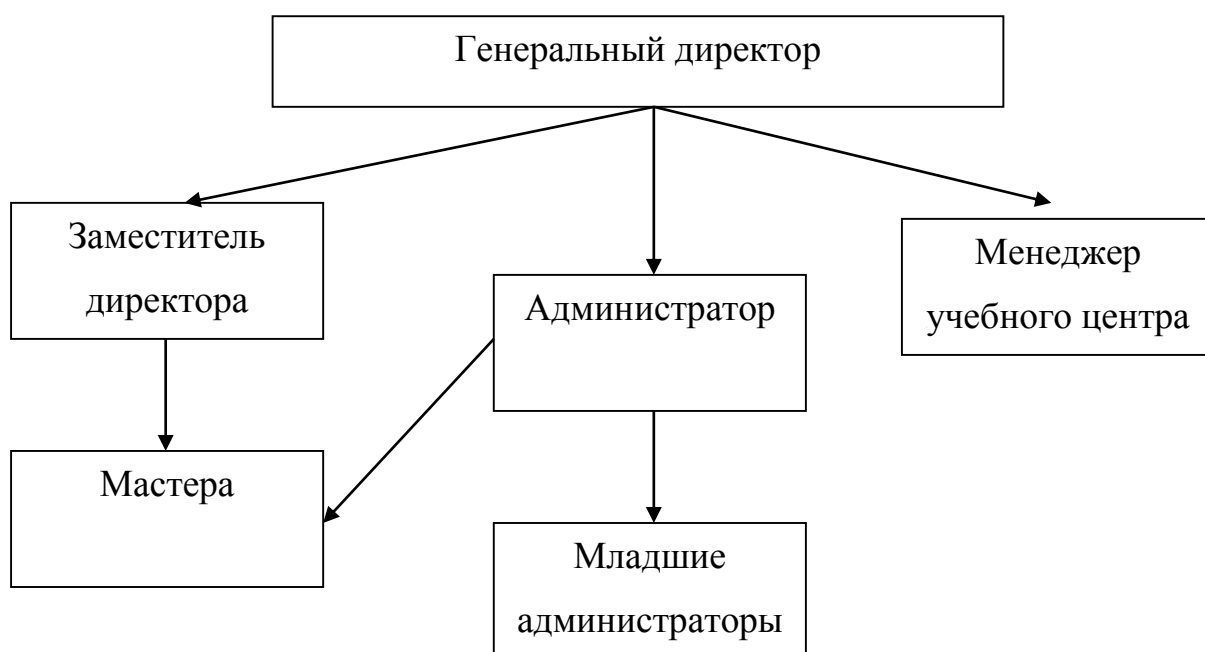 Генеральный директор
Заместитель
директора
Администратор
Менеджер
учебного центра
Мастера
Младшие
администраторы